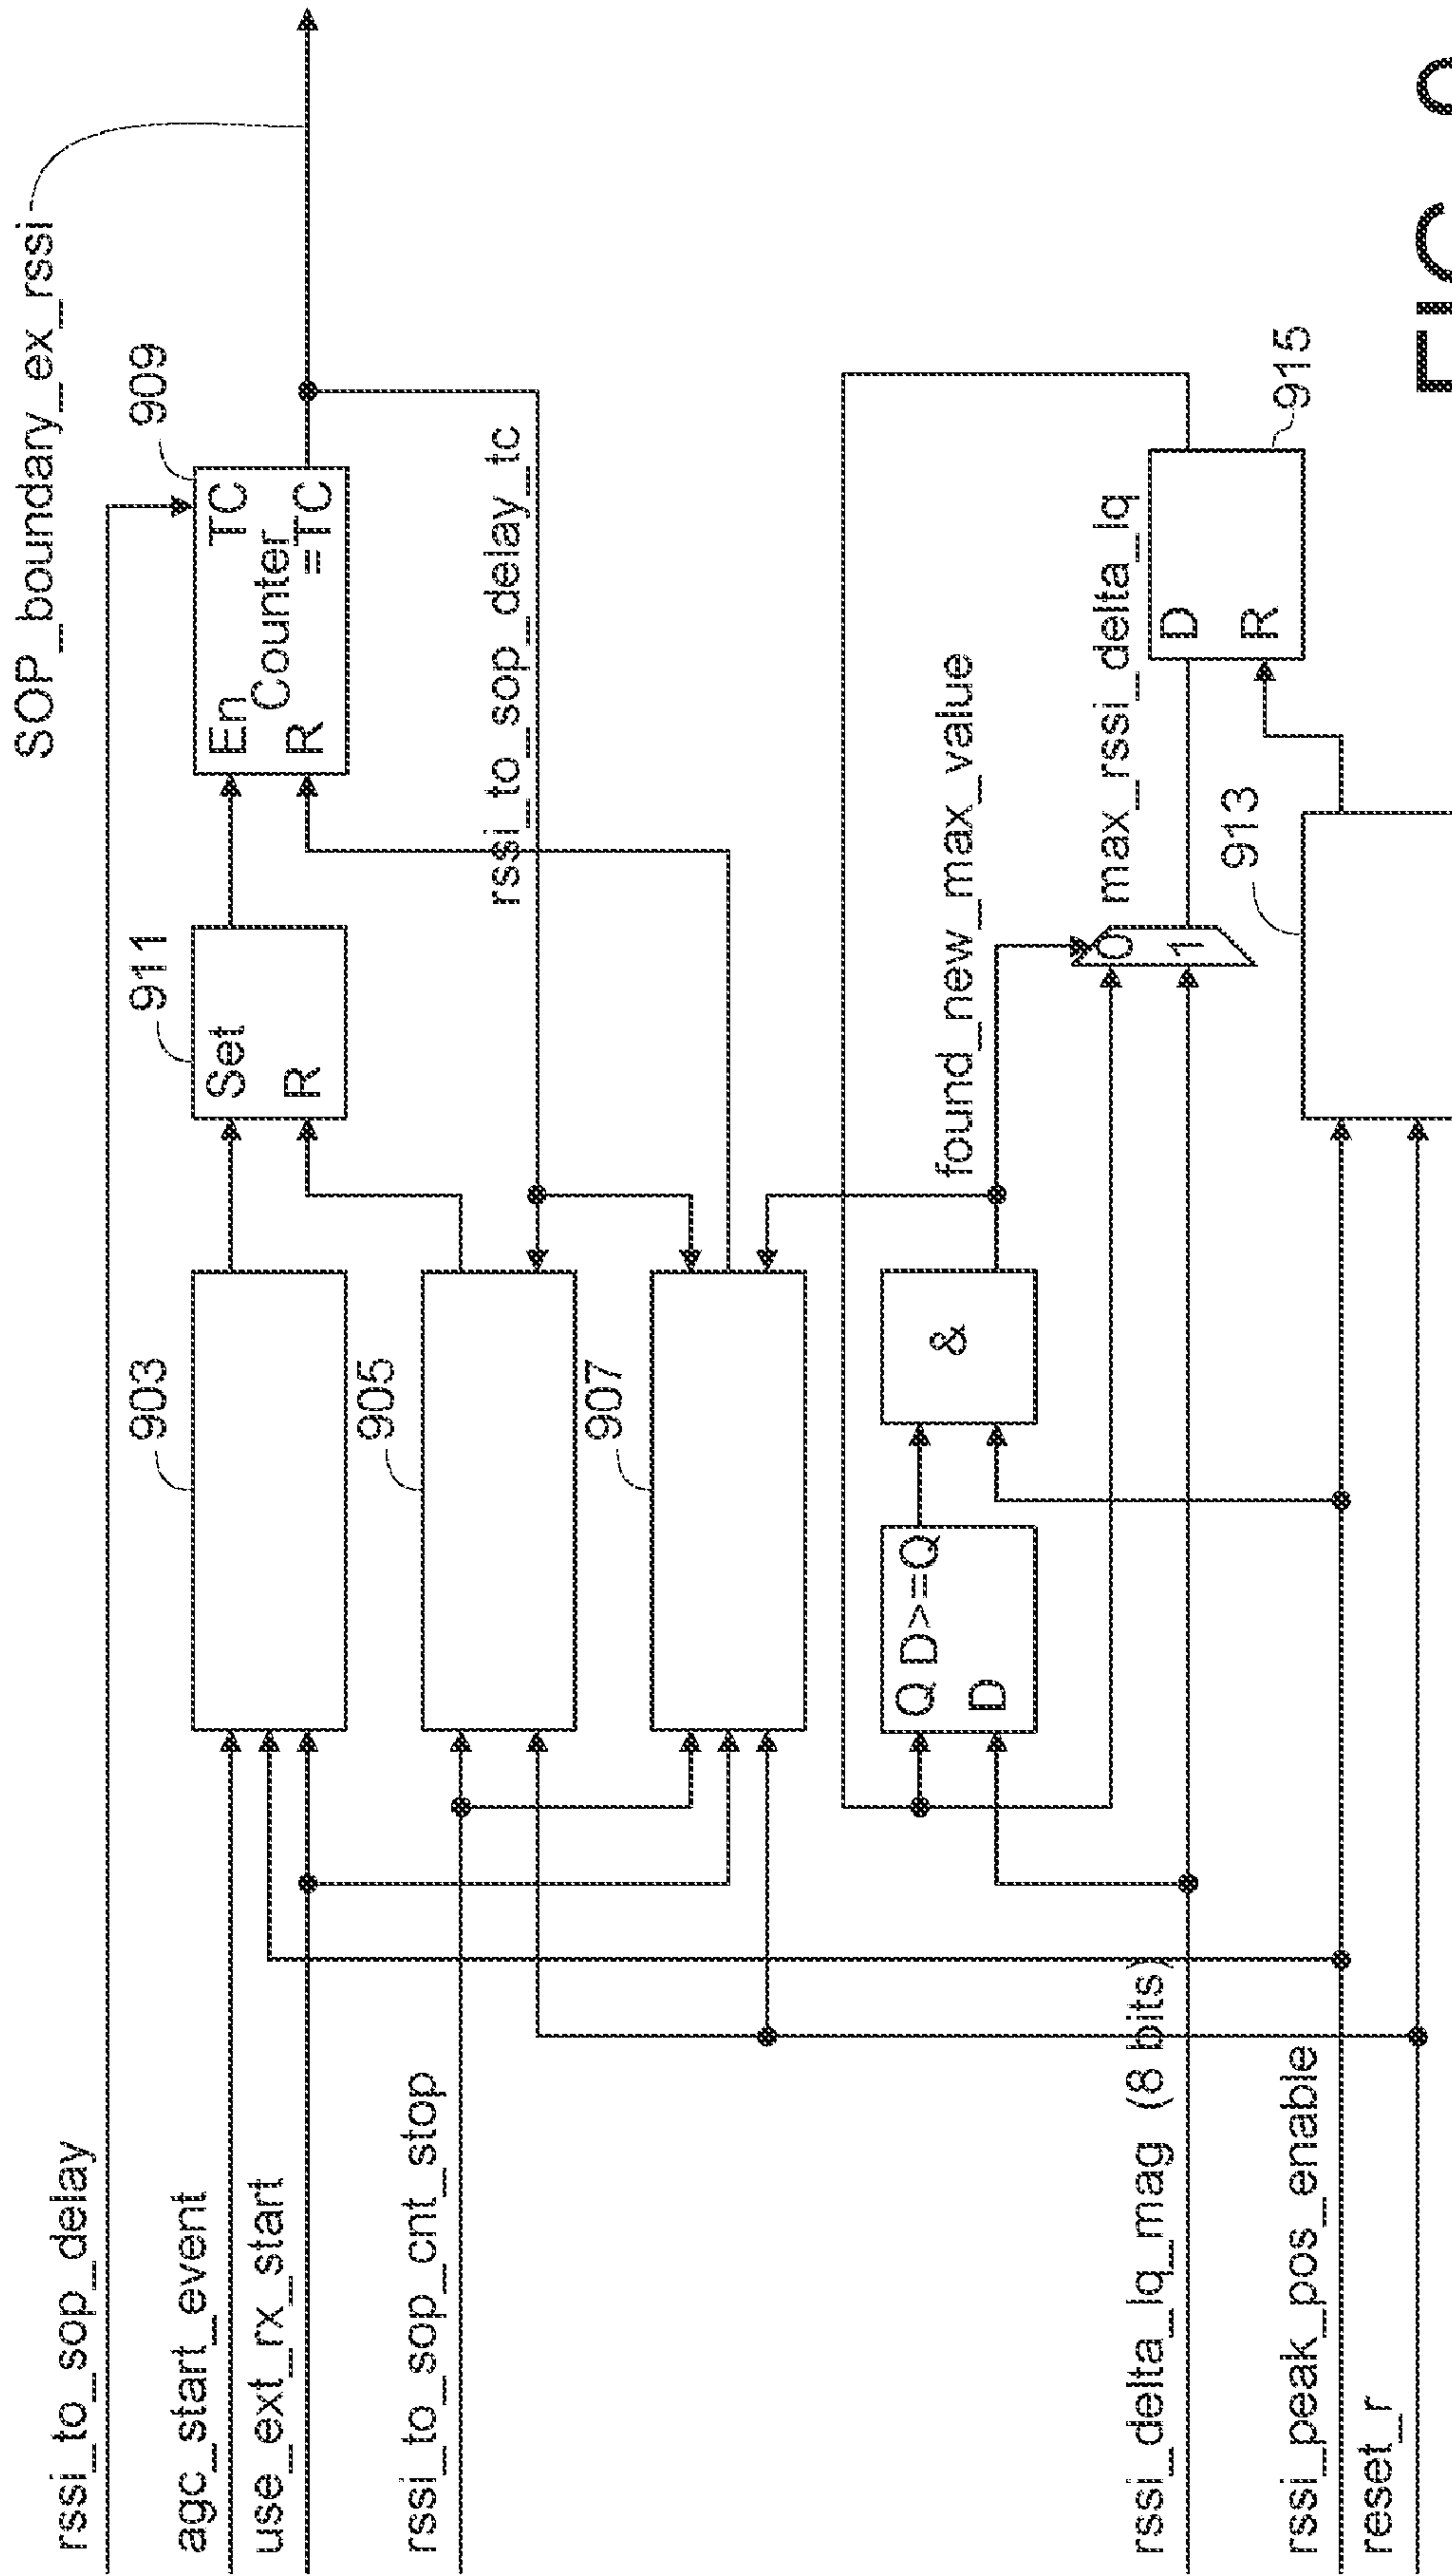 SOP_boundary_ex_rssi
rssi_to_sop_delay
agc_start_event
use_ext_rx_start
903
911
Set
R
909
En TC
Counter
R =TC
rssi_to_sop_cnt_stop
905
rssi_to_sop_delay_tc
907
Q D>=Q
D
&
found_new_max_value
0
1
max_rssi_delta_lq
D
R
915
rssi_delta_lq_mag (8 bits)
rssi_peak_pos_enable
reset_r
913